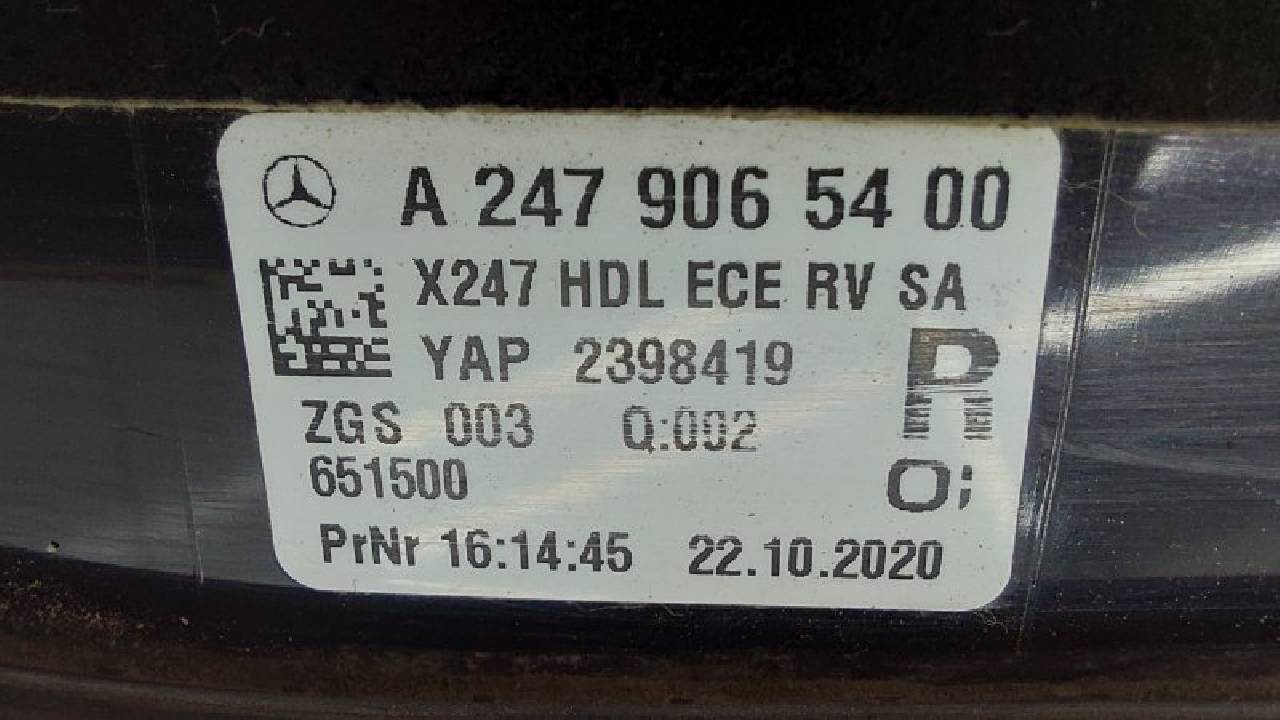 A 247 906 54 00
X247 HDL ECE RV SA
YAP 2398419
R
ZGS 003 Q:002
651500
O;
PrNr 16:14:45 22.10.2020